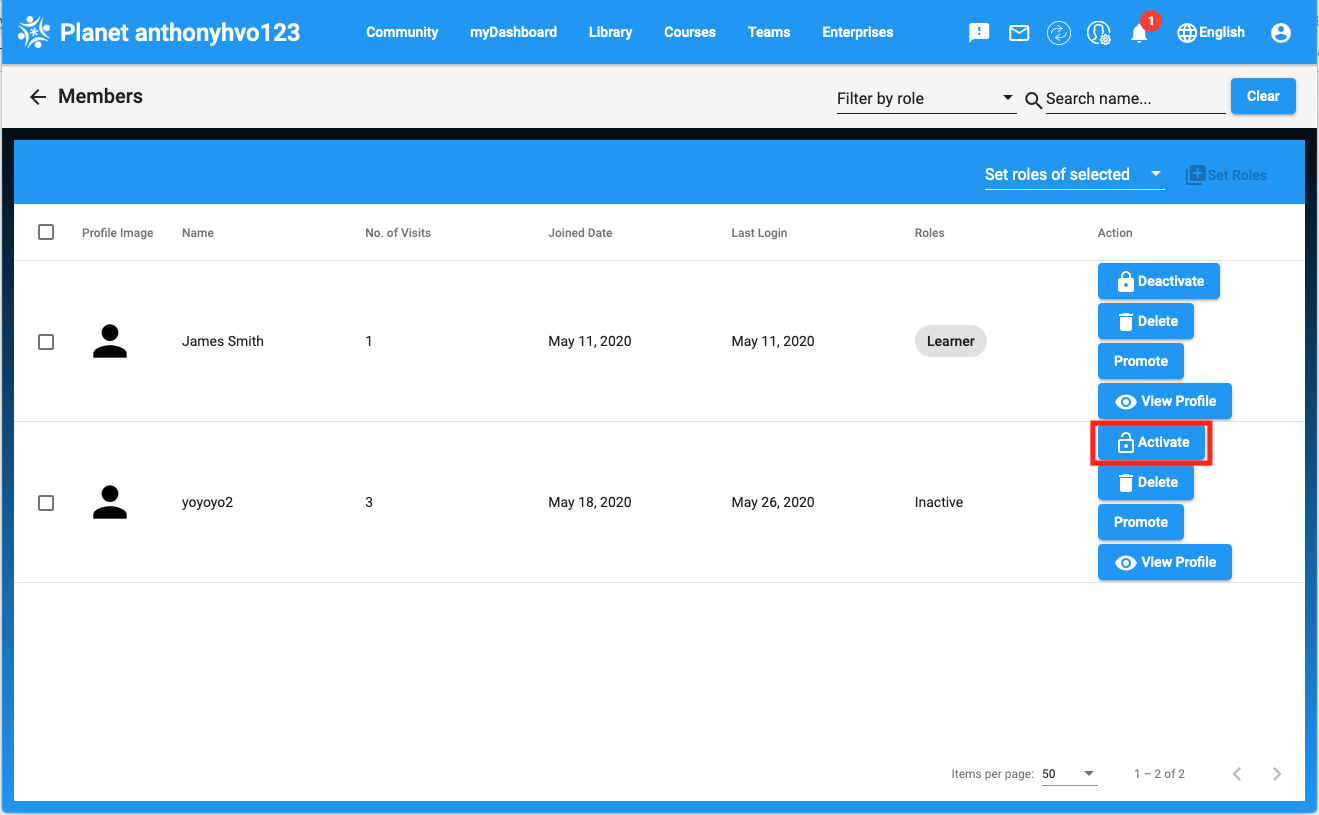 Planet anthonyhvo123 Community myDashboard Library Courses Teams Enterprises 1 English
Members Filter by role Search name... Clear
Set roles of selected Set Roles
Profile Image Name No. of Visits Joined Date Last Login Roles Action
Deactivate
Delete
James Smith 1 May 11, 2020 May 11, 2020 Learner
Promote
View Profile
Activate
Delete
yoyoyo2 3 May 18, 2020 May 26, 2020 Inactive
Promote
View Profile
Items per page: 50 1 – 2 of 2